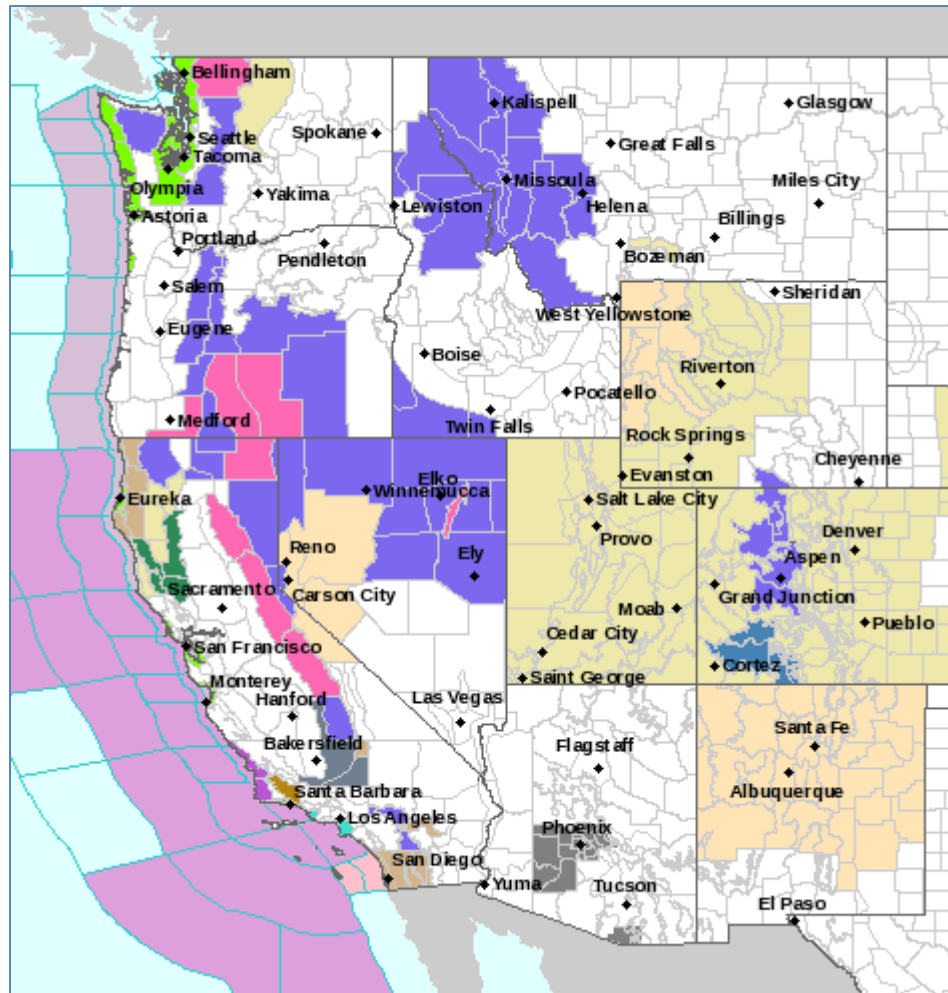 Bellingham
Kalispell
Glasgow
Seattle
Spokane
Great Falls
Tacoma
Olympia
Missoula
Miles City
Yakima
Lewiston
Helena
Astoria
Billings
Portland
Pendleton
Bozeman
Salem
Sheridan
West Yellowstone
Eugene
Boise
Riverton
Pocatello
Medford
Twin Falls
Rock Springs
Cheyenne
Elko
Evanston
Eureka
Winnemucca
Salt Lake City
Reno
Provo
Denver
Ely
Aspen
Sacramento
Carson City
Grand Junction
Moab
Pueblo
San Francisco
Cedar City
Cortez
Monterey
Saint George
Hanford
Las Vegas
Santa Fe
Bakersfield
Flagstaff
Albuquerque
Santa Barbara
Los Angeles
Phoenix
San Diego
Yuma
Tucson
El Paso